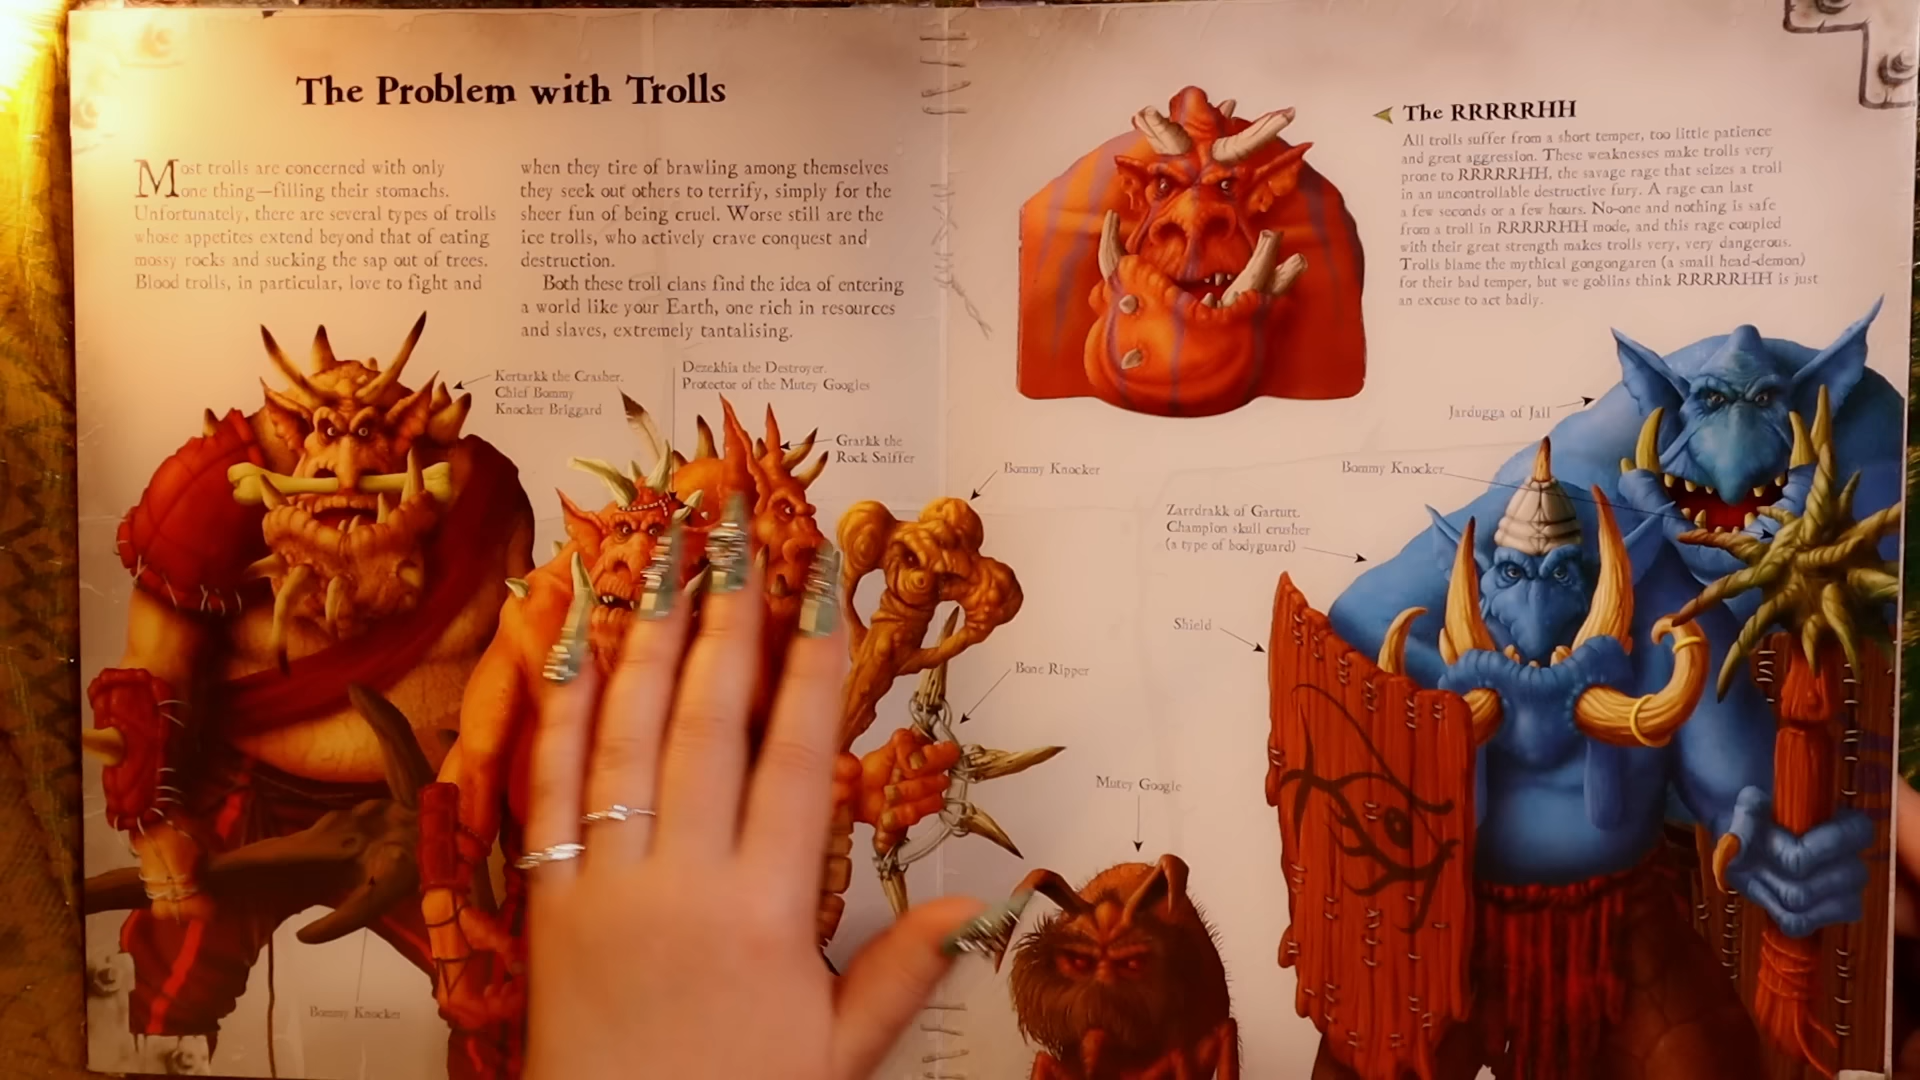 The Problem with Trolls
Most trolls are concerned with only
one thing—filling their stomachs.
Unfortunately, there are several types of trolls
whose appetites extend beyond that of eating
mossy rocks and sucking the sap out of trees.
Blood trolls, in particular, love to fight and
when they tire of brawling among themselves
they seek out others to terrify, simply for the
sheer fun of being cruel. Worse still are the
ice trolls, who actively crave conquest and
destruction.
Both these troll clans find the idea of entering
a world like your Earth, one rich in resources
and slaves, extremely tantalising.
Kertarkk the Crasher.
Chief Bommy
Knocker Briggard
Dezekhia the Destroyer.
Protector of the Mutey Googles
Grarkk the
Rock Sniffer
Bommy Knocker
Bone Ripper
Mutey Google
Bommy Knocker
The RRRRRHH
All trolls suffer from a short temper, too little patience
and great aggression. These weaknesses make trolls very
prone to RRRRRHH, the savage rage that seizes a troll
in an uncontrollable destructive fury. A rage can last
a few seconds or a few hours. No-one and nothing is safe
from a troll in RRRRRHH mode, and this rage coupled
with their great strength makes trolls very, very dangerous.
Trolls blame the mythical gongongaren (a small head-demon)
for their bad temper, but we goblins think RRRRRHH is just
an excuse to act badly.
Jardugga of Jail
Bommy Knocker
Zarrdrakk of Gartutt.
Champion skull crusher
(a type of bodyguard)
Shield